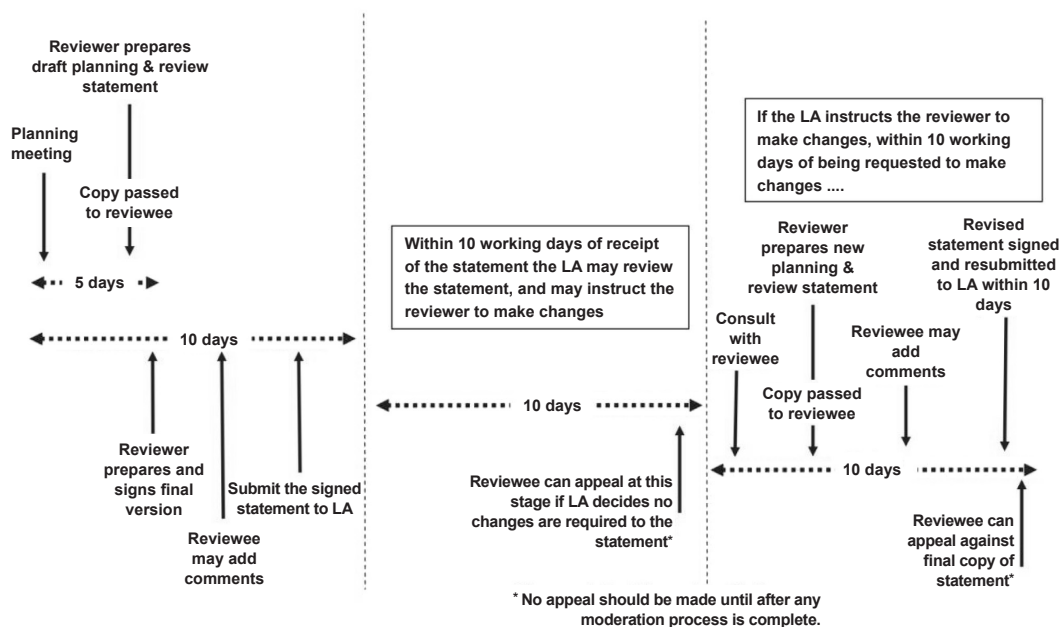 Reviewer prepares
draft planning & review
statement
Planning
meeting
Copy passed
to reviewee
5 days
10 days
Reviewer
prepares and
signs final
version
Reviewee
may add
comments
Submit the signed
statement to LA
Within 10 working days of receipt
of the statement the LA may review
the statement, and may instruct the
reviewer to make changes
10 days
Reviewee can appeal at this
stage if LA decides no
changes are required to the
statement*
If the LA instructs the reviewer to
make changes, within 10 working
days of being requested to make
changes ....
Consult
with
reviewee
Reviewer
prepares new
planning &
review statement
Copy passed
to reviewee
Reviewee may
add
comments
Revised
statement signed
and resubmitted
to LA within 10
days
10 days
Reviewee can
appeal against
final copy of
statement*
* No appeal should be made until after any
moderation process is complete.